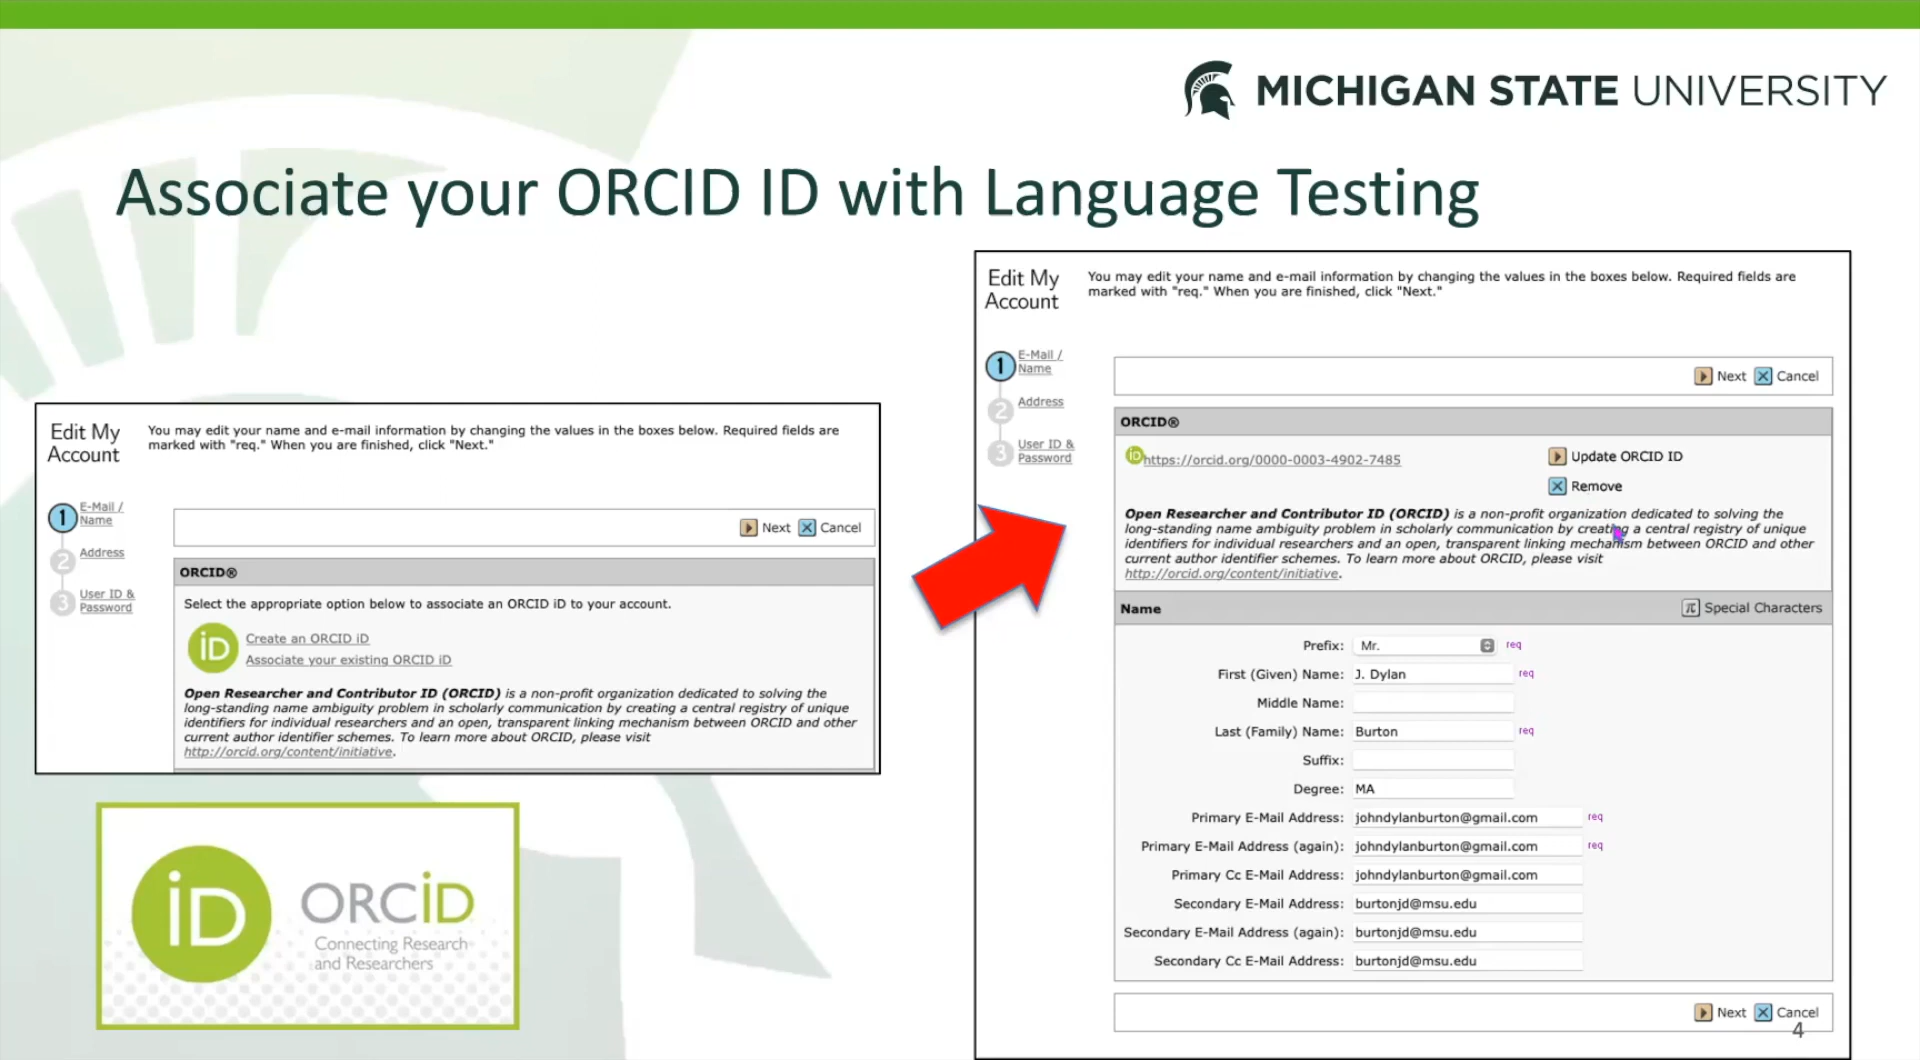 MICHIGAN STATE UNIVERSITY
Associate your ORCID ID with Language Testing
Edit My
Account
You may edit your name and e-mail information by changing the values in the boxes below. Required fields are
marked with "req." When you are finished, click "Next."
1 E-Mail /
Name
2 Address
3 User ID &
Password
Next Cancel
ORCID®
Select the appropriate option below to associate an ORCID iD to your account.
iD
Create an ORCID iD
Associate your existing ORCID iD
Open Researcher and Contributor ID (ORCID) is a non-profit organization dedicated to solving the
long-standing name ambiguity problem in scholarly communication by creating a central registry of unique
identifiers for individual researchers and an open, transparent linking mechanism between ORCID and other
current author identifier schemes. To learn more about ORCID, please visit
http://orcid.org/content/initiative.
iD ORCiD
Connecting Research
and Researchers
Edit My
Account
You may edit your name and e-mail information by changing the values in the boxes below. Required fields are
marked with "req." When you are finished, click "Next."
1 E-Mail /
Name
2 Address
3 User ID &
Password
Next Cancel
ORCID®
iD https://orcid.org/0000-0003-4902-7485
Update ORCID ID
Remove
Open Researcher and Contributor ID (ORCID) is a non-profit organization dedicated to solving the
long-standing name ambiguity problem in scholarly communication by creating a central registry of unique
identifiers for individual researchers and an open, transparent linking mechanism between ORCID and other
current author identifier schemes. To learn more about ORCID, please visit
http://orcid.org/content/initiative.
Name π Special Characters
Prefix: Mr. req
First (Given) Name: J. Dylan req
Middle Name:
Last (Family) Name: Burton req
Suffix:
Degree: MA
Primary E-Mail Address: johndylanburton@gmail.com req
Primary E-Mail Address (again): johndylanburton@gmail.com req
Primary Cc E-Mail Address: johndylanburton@gmail.com
Secondary E-Mail Address: burtonjd@msu.edu
Secondary E-Mail Address (again): burtonjd@msu.edu
Secondary Cc E-Mail Address: burtonjd@msu.edu
Next Cancel
4